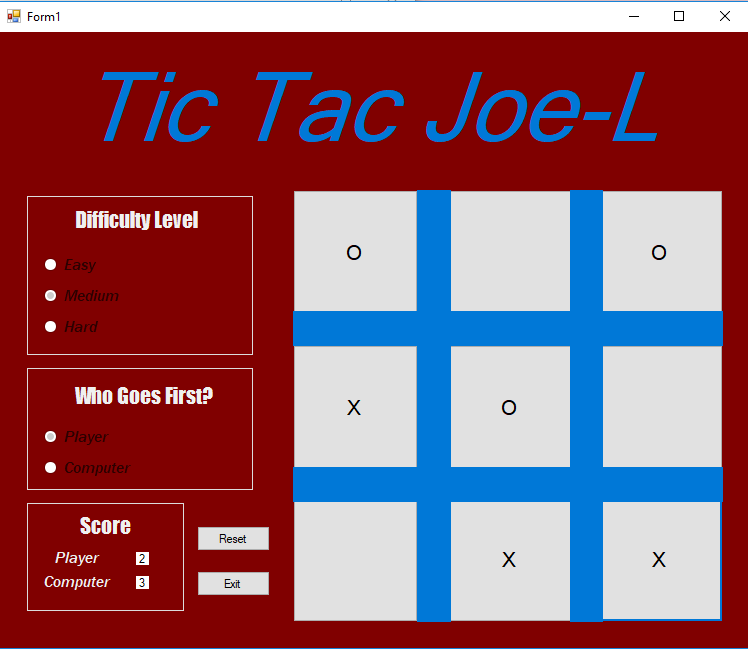 Form1
Tic Tac Joe-L
Difficulty Level
Easy
Medium
Hard
Who Goes First?
Player
Computer
Score
Player 2
Computer 3
Reset
Exit
O O
X O
X X